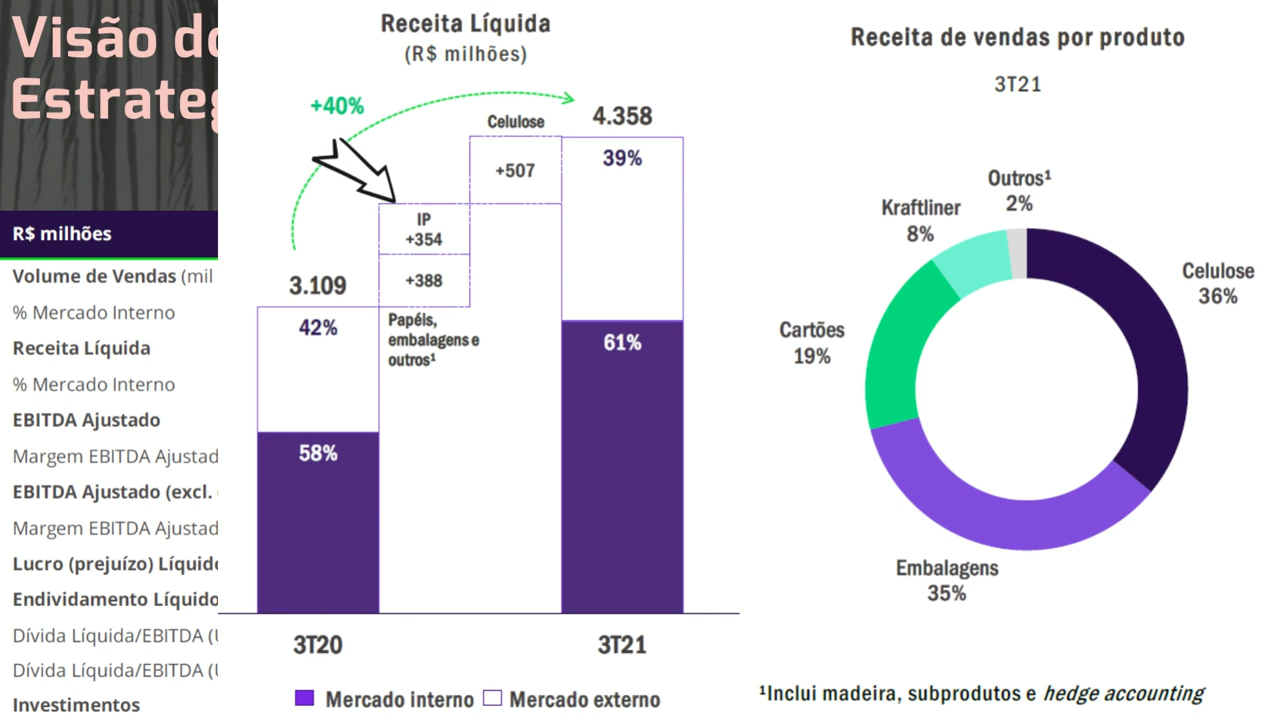 Visão do
Estrateg
R$ milhões
Volume de Vendas (mil
% Mercado Interno
Receita Líquida
% Mercado Interno
EBITDA Ajustado
Margem EBITDA Ajustad
EBITDA Ajustado (excl.
Margem EBITDA Ajustad
Lucro (prejuízo) Líquido
Endividamento Líquido
Dívida Líquida/EBITDA (U
Dívida Líquida/EBITDA (U
Investimentos
Receita Líquida
(R$ milhões)
+40%
Celulose
4.358
39%
+507
IP
+354
+388
3.109
42%
Papéis,
embalagens e
outros¹
61%
58%
3T20
3T21
Mercado interno
Mercado externo
Receita de vendas por produto
3T21
Outros¹
2%
Kraftliner
8%
Celulose
36%
Cartões
19%
Embalagens
35%
¹Inclui madeira, subprodutos e hedge accounting